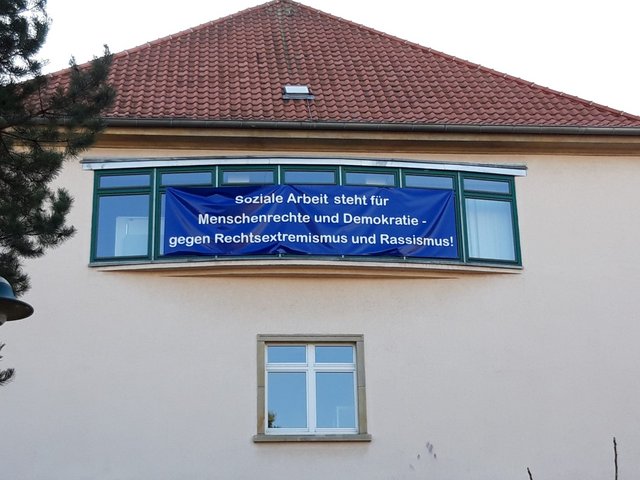 Soziale Arbeit steht für
Menschenrechte und Demokratie -
gegen Rechtsextremismus und Rassismus!